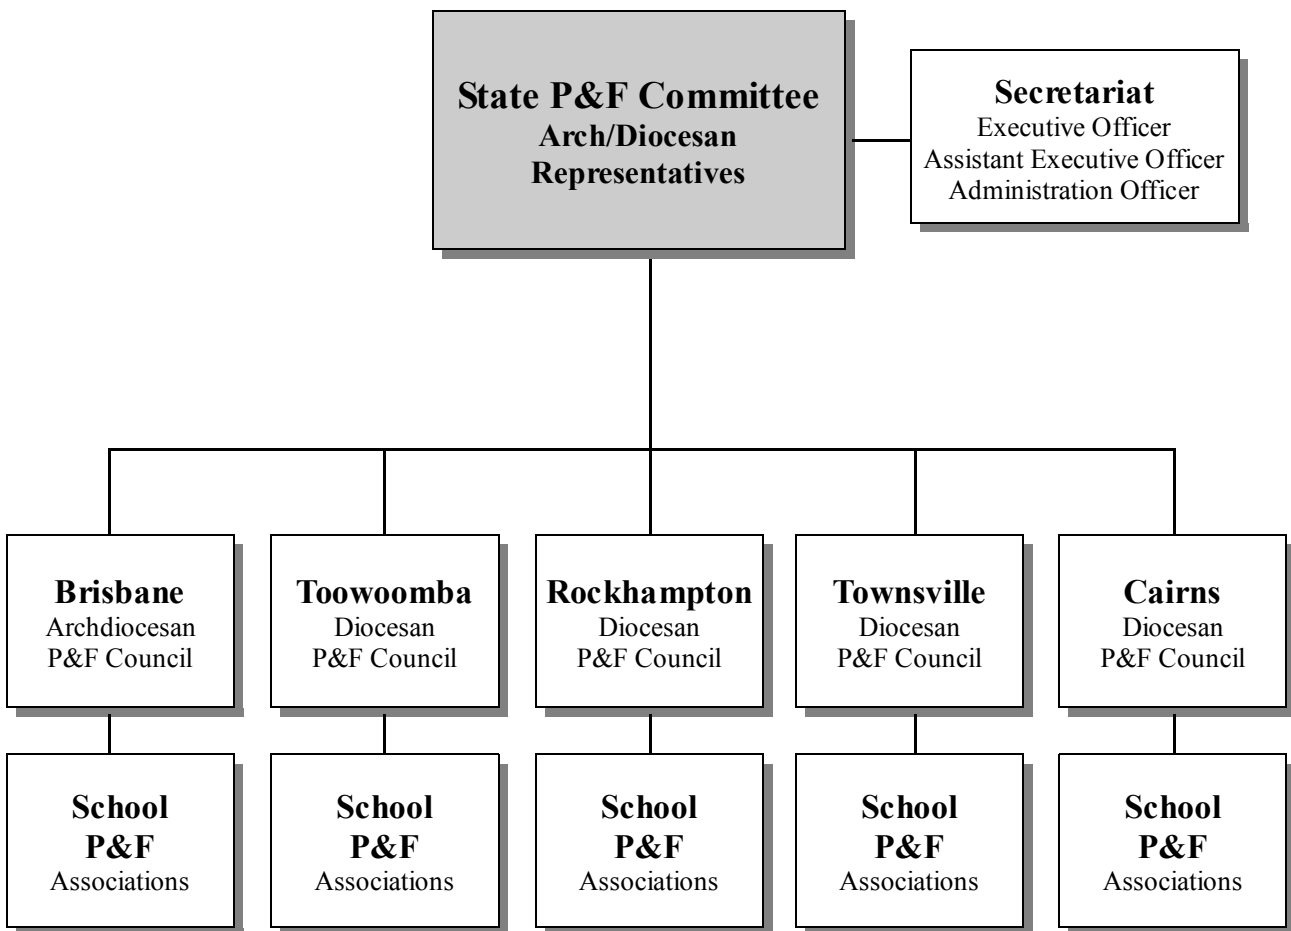 State P&F Committee
Arch/Diocesan
Representatives
Secretariat
Executive Officer
Assistant Executive Officer
Administration Officer
Brisbane
Archdiocesan
P&F Council
Toowoomba
Diocesan
P&F Council
Rockhampton
Diocesan
P&F Council
Townsville
Diocesan
P&F Council
Cairns
Diocesan
P&F Council
School
P&F
Associations
School
P&F
Associations
School
P&F
Associations
School
P&F
Associations
School
P&F
Associations